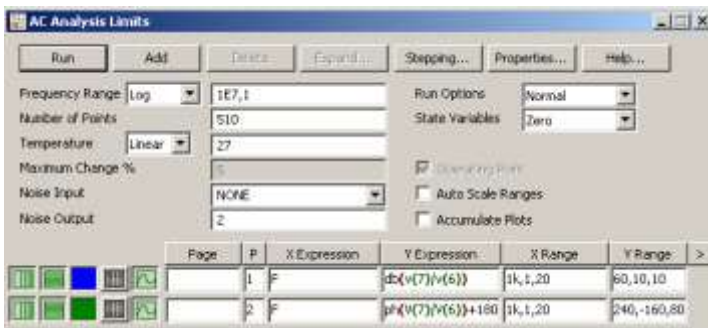 AC Analysis Limits
Run Add Delete Expand... Stepping... Properties... Help...
Frequency Range Log 1E7,1 Run Options Normal
Number of Points 510 State Variables Zero
Temperature Linear 27
Maximum Change % 5 Operating Point
Noise Input NONE Auto Scale Ranges
Noise Output 2 Accumulate Plots
Page P X Expression Y Expression X Range Y Range >
1 F db(v(7)/v(6)) 1k,1,20 60,10,10
2 F ph(v(7)/v(6))+180 1k,1,20 240,-160,80